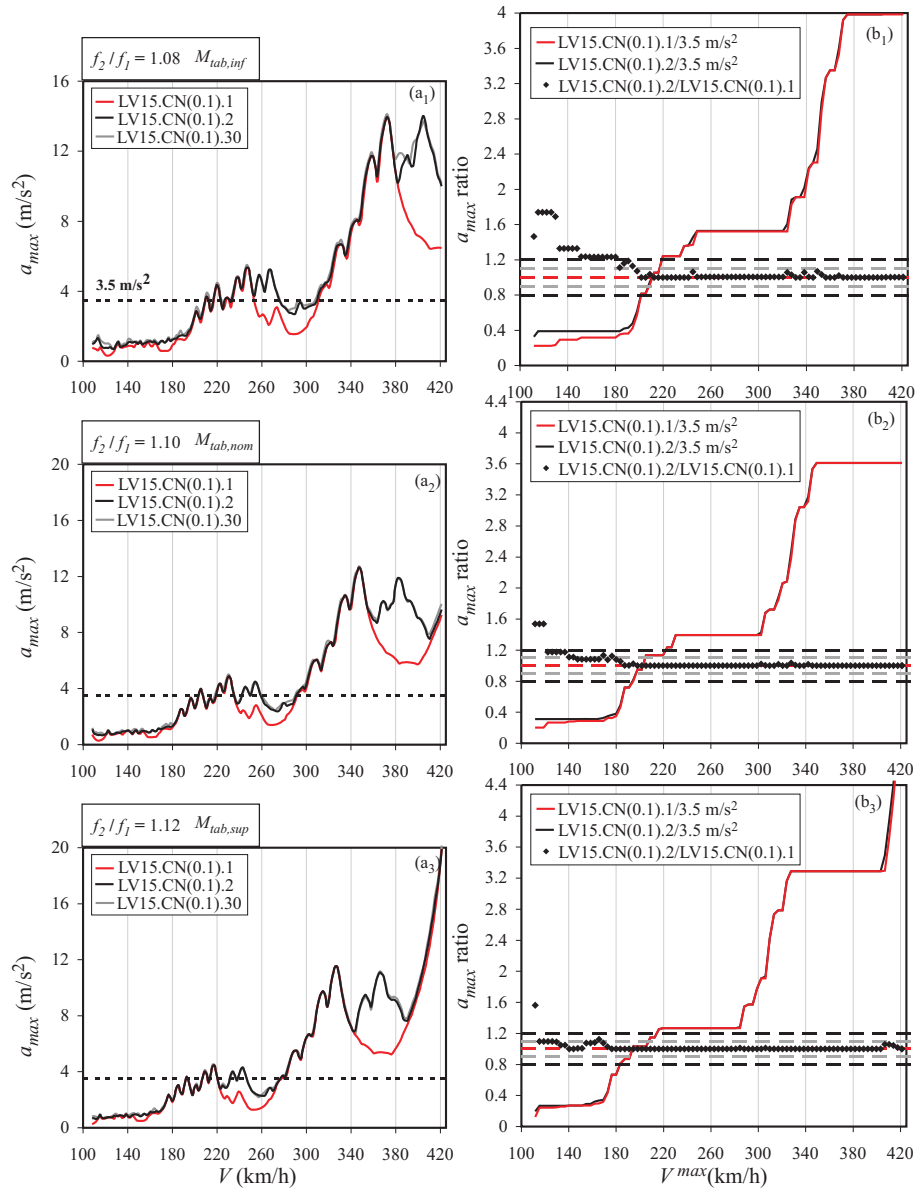 f2 / f1 = 1.08 Mtab,inf
(a1)
LV15.CN(0.1).1
LV15.CN(0.1).2
LV15.CN(0.1).30
3.5 m/s²
amax (m/s²)
16
12
8
4
0
100 140 180 220 260 300 340 380 420
(b1)
LV15.CN(0.1).1/3.5 m/s²
LV15.CN(0.1).2/3.5 m/s²
LV15.CN(0.1).2/LV15.CN(0.1).1
amax ratio
4
3.6
3.2
2.8
2.4
2
1.6
1.2
0.8
0.4
0
100 140 180 220 260 300 340 380 420
f2 / f1 = 1.10 Mtab,nom
(a2)
LV15.CN(0.1).1
LV15.CN(0.1).2
LV15.CN(0.1).30
amax (m/s²)
20
16
12
8
4
0
100 140 180 220 260 300 340 380 420
(b2)
LV15.CN(0.1).1/3.5 m/s²
LV15.CN(0.1).2/3.5 m/s²
LV15.CN(0.1).2/LV15.CN(0.1).1
amax ratio
4.4
4
3.6
3.2
2.8
2.4
2
1.6
1.2
0.8
0.4
0
100 140 180 220 260 300 340 380 420
f2 / f1 = 1.12 Mtab,sup
(a3)
LV15.CN(0.1).1
LV15.CN(0.1).2
LV15.CN(0.1).30
amax (m/s²)
20
16
12
8
4
0
100 140 180 220 260 300 340 380 420
V (km/h)
(b3)
LV15.CN(0.1).1/3.5 m/s²
LV15.CN(0.1).2/3.5 m/s²
LV15.CN(0.1).2/LV15.CN(0.1).1
amax ratio
4.4
4
3.6
3.2
2.8
2.4
2
1.6
1.2
0.8
0.4
0
100 140 180 220 260 300 340 380 420
Vmax(km/h)